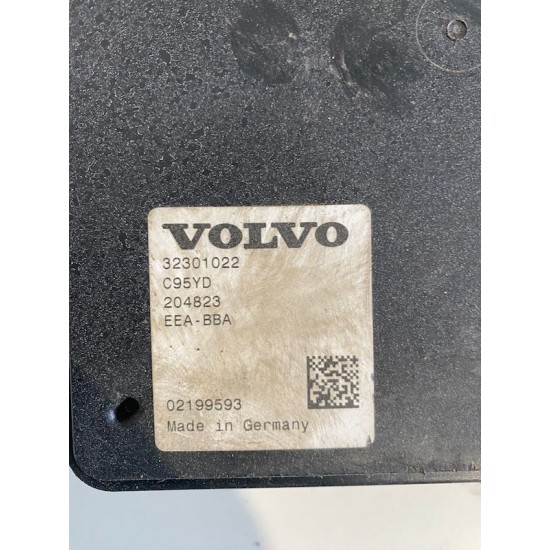 VOLVO
32301022
C95YD
204823
EEA-BBA
02199593
Made in Germany